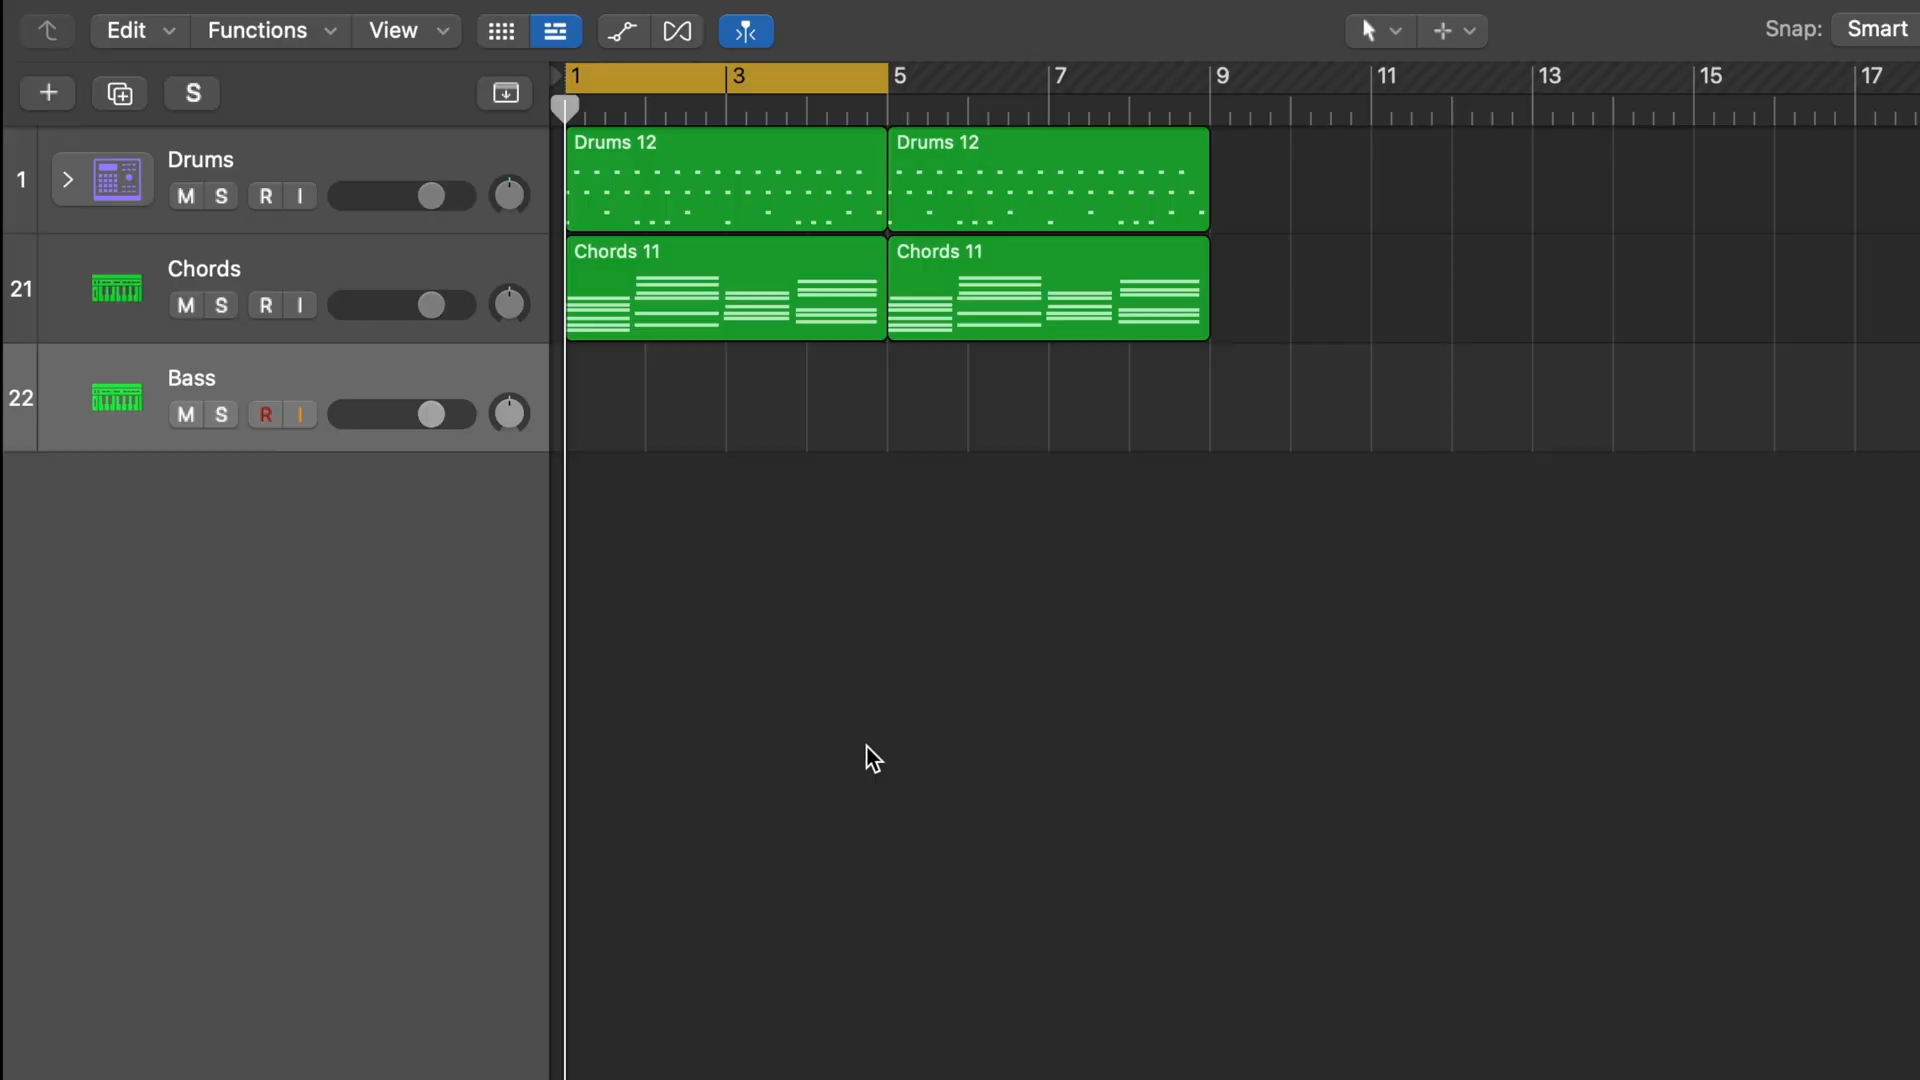 Edit Functions View Snap: Smart
S
1 3 5 7 9 11 13 15 17
1 Drums
M S R I
Drums 12 Drums 12
21 Chords
M S R I
Chords 11 Chords 11
22 Bass
M S R I